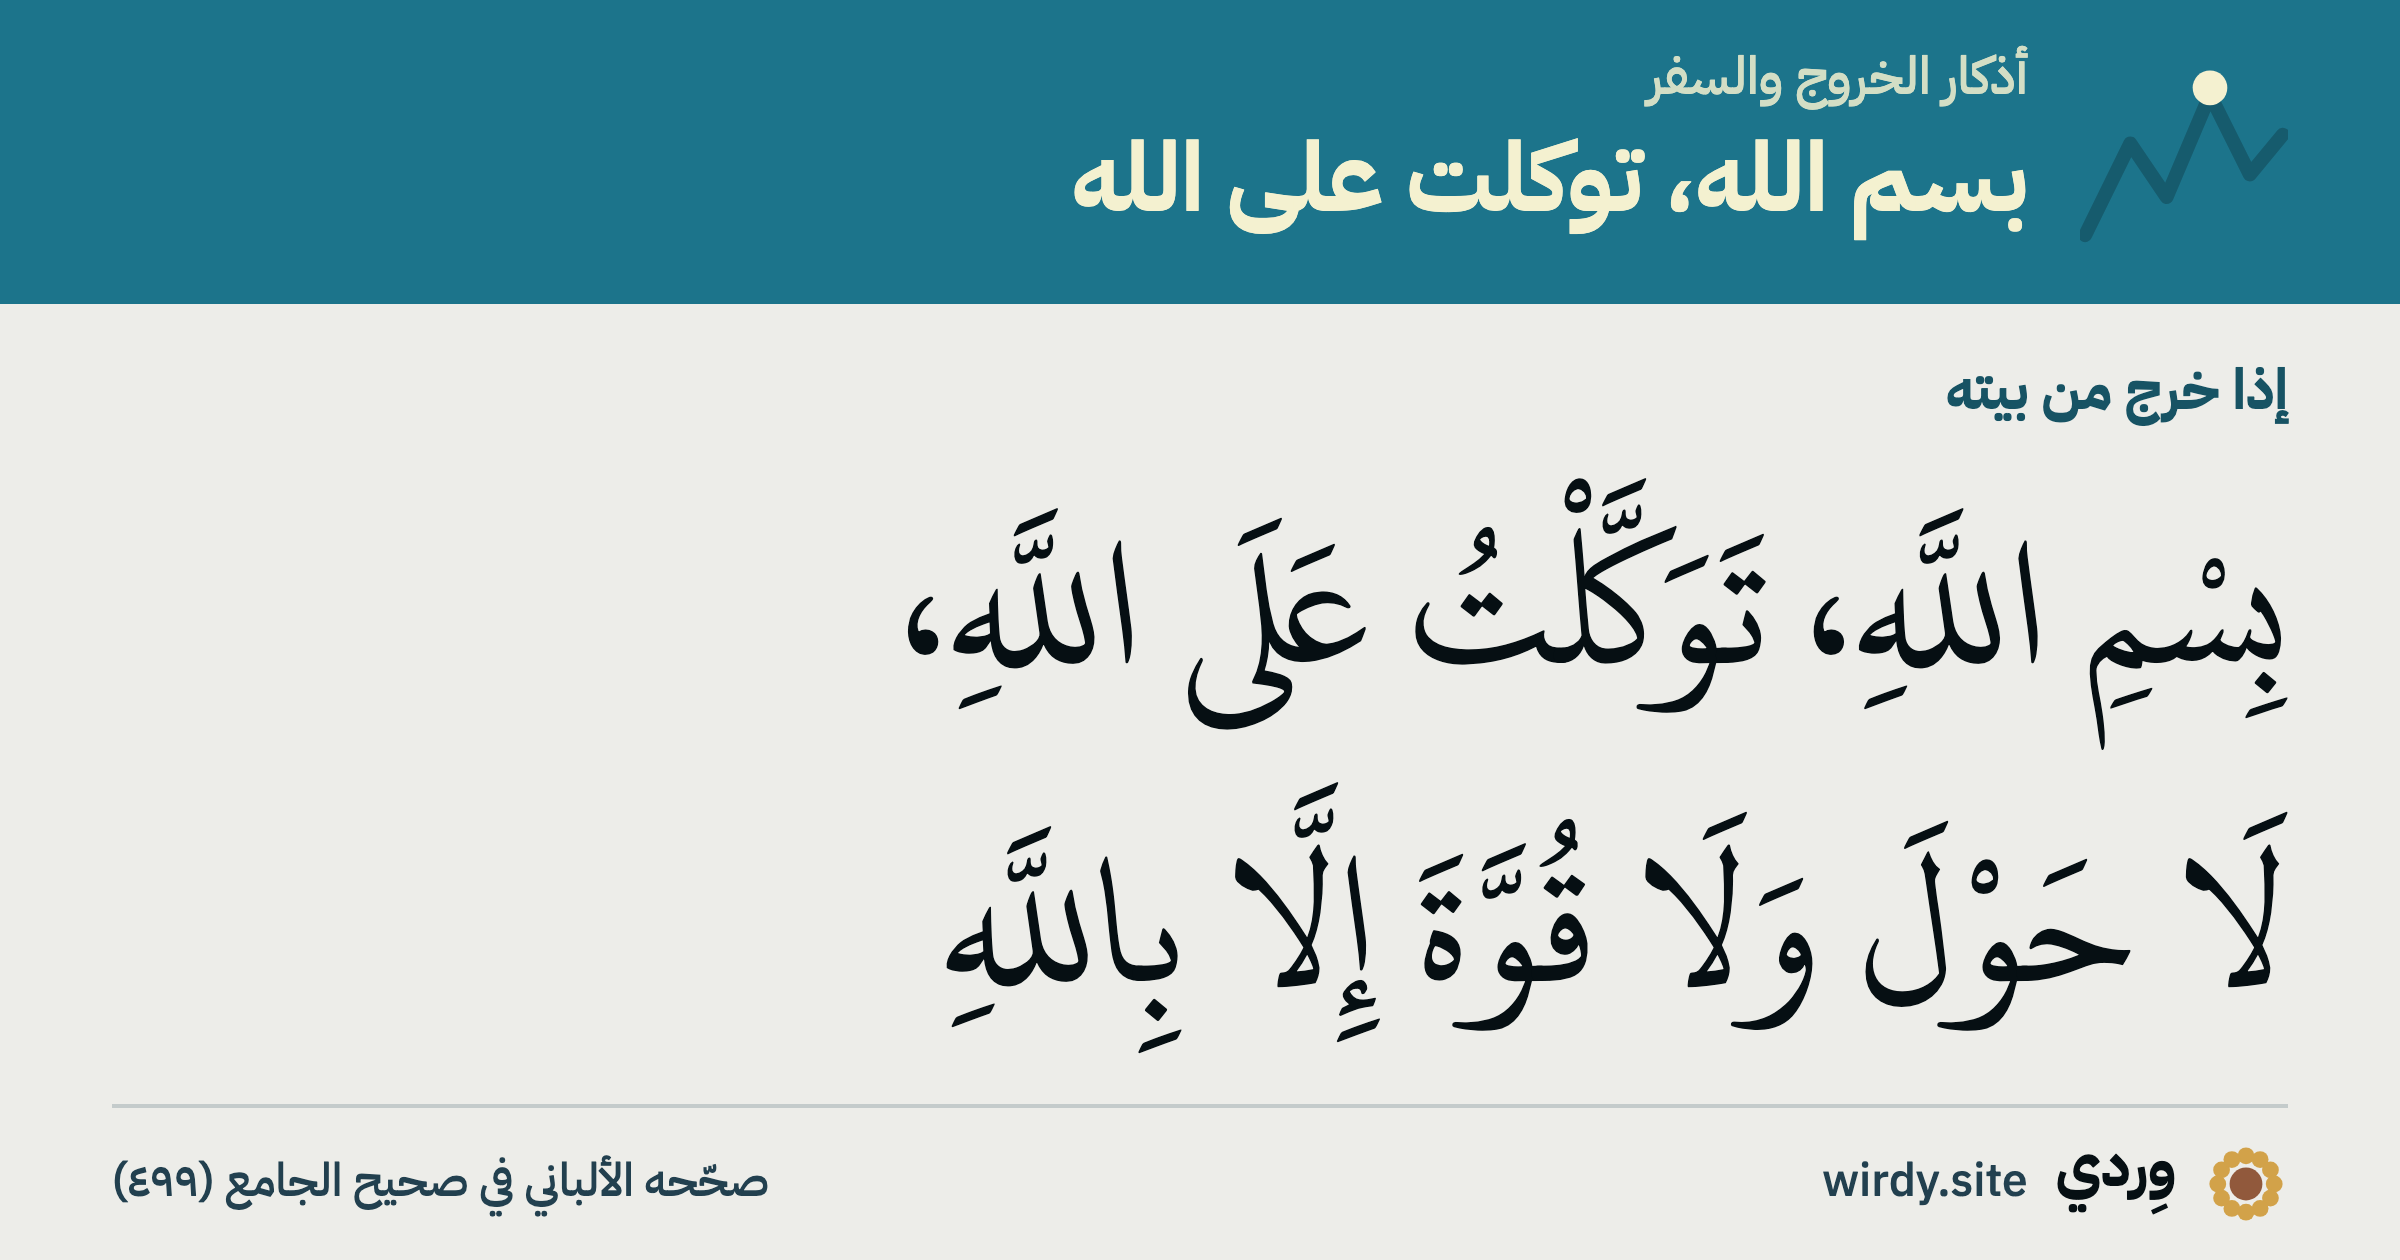 أذكار الخروج والسفر
بسم الله، توكلت على الله
إذا خرج من بيته
بِسْمِ اللَّهِ، تَوَكَّلْتُ عَلَى اللَّهِ،
لَا حَوْلَ وَلَا قُوَّةَ إِلَّا بِاللَّهِ
وِردي wirdy.site
صحّحه الألباني في صحيح الجامع (٤٩٩)